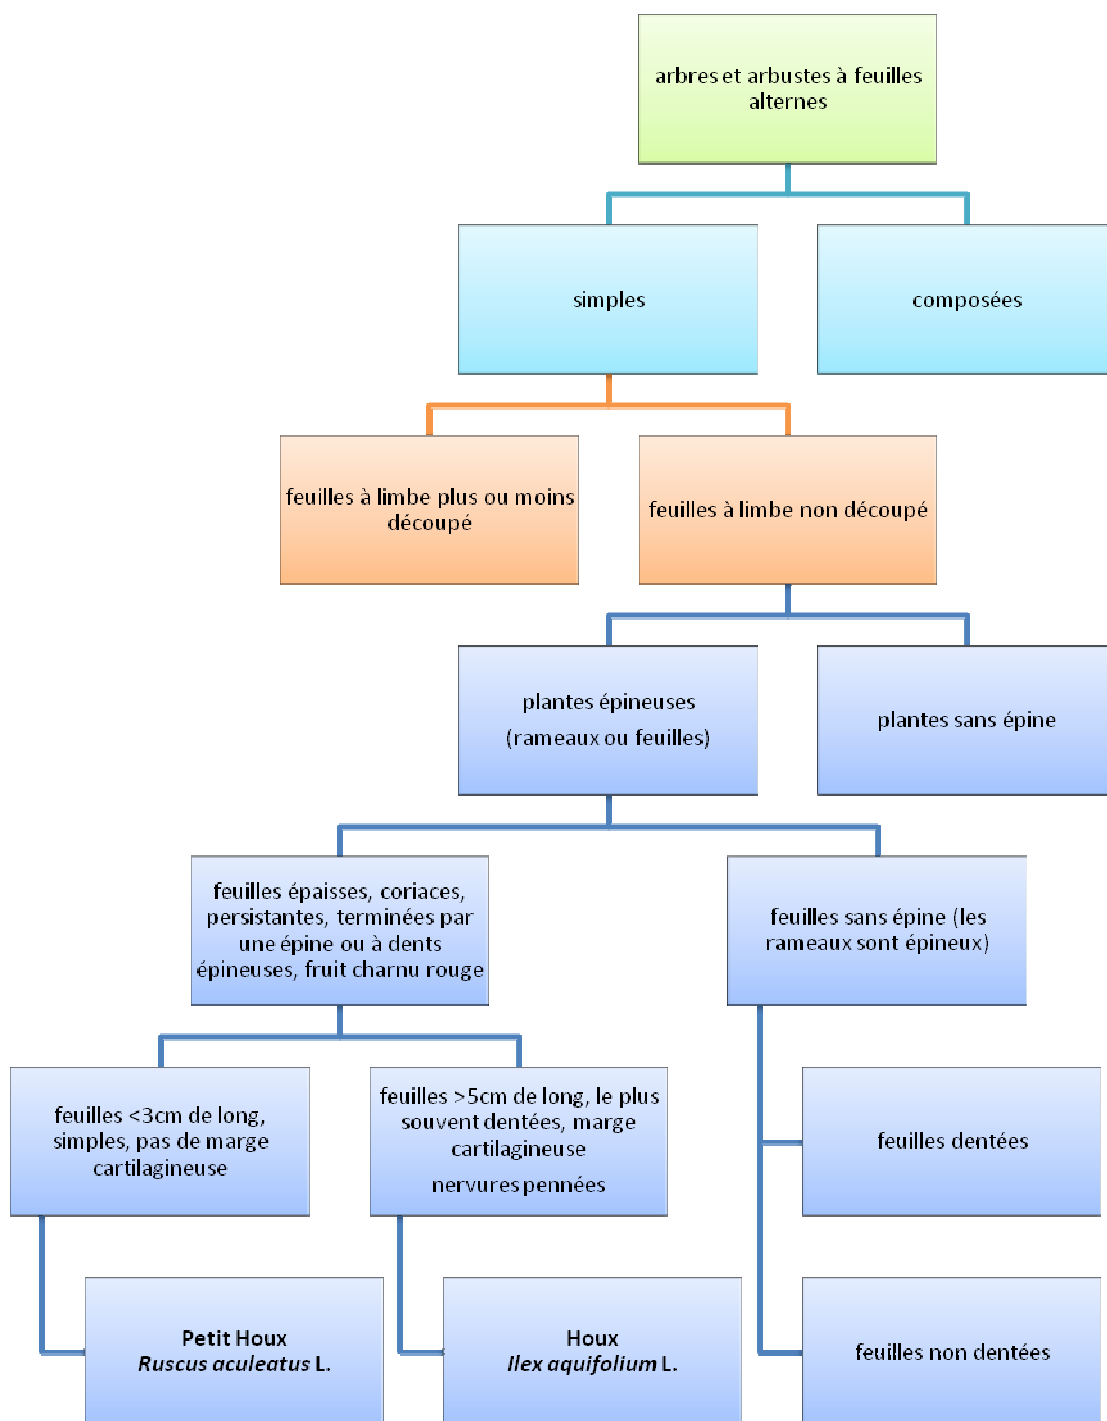 arbres et arbustes à feuilles
alternes
simples
composées
feuilles à limbe plus ou moins
découpé
feuilles à limbe non découpé
plantes épineuses
(rameaux ou feuilles)
plantes sans épine
feuilles épaisses, coriaces,
persistantes, terminées par
une épine ou à dents
épineuses, fruit charnu rouge
feuilles sans épine (les
rameaux sont épineux)
feuilles <3cm de long,
simples, pas de marge
cartilagineuse
feuilles >5cm de long, le plus
souvent dentées, marge
cartilagineuse
nervures pennées
feuilles dentées
Petit Houx
Ruscus aculeatus L.
Houx
Ilex aquifolium L.
feuilles non dentées